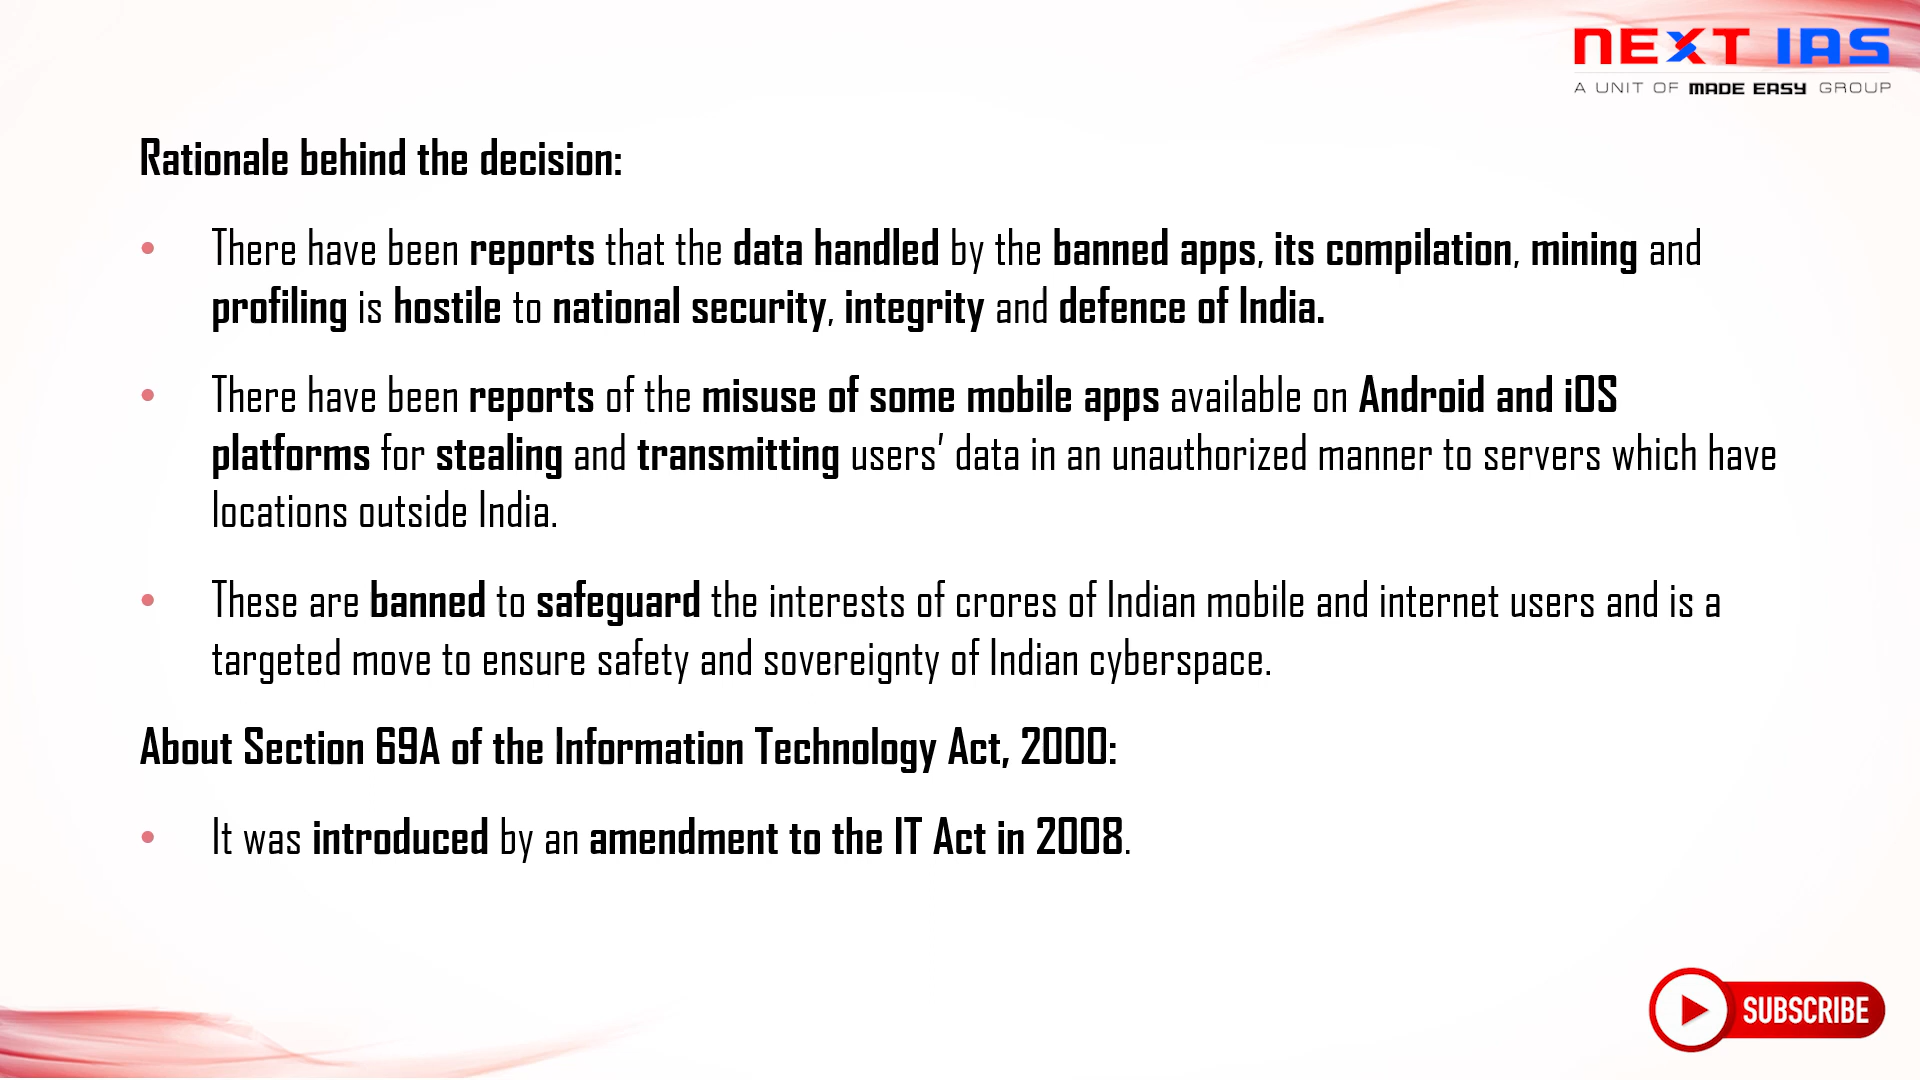 NEXT IAS
A UNIT OF MADE EASY GROUP
Rationale behind the decision:
• There have been reports that the data handled by the banned apps, its compilation, mining and
profiling is hostile to national security, integrity and defence of India.
• There have been reports of the misuse of some mobile apps available on Android and iOS
platforms for stealing and transmitting users’ data in an unauthorized manner to servers which have
locations outside India.
• These are banned to safeguard the interests of crores of Indian mobile and internet users and is a
targeted move to ensure safety and sovereignty of Indian cyberspace.
About Section 69A of the Information Technology Act, 2000:
• It was introduced by an amendment to the IT Act in 2008.
SUBSCRIBE